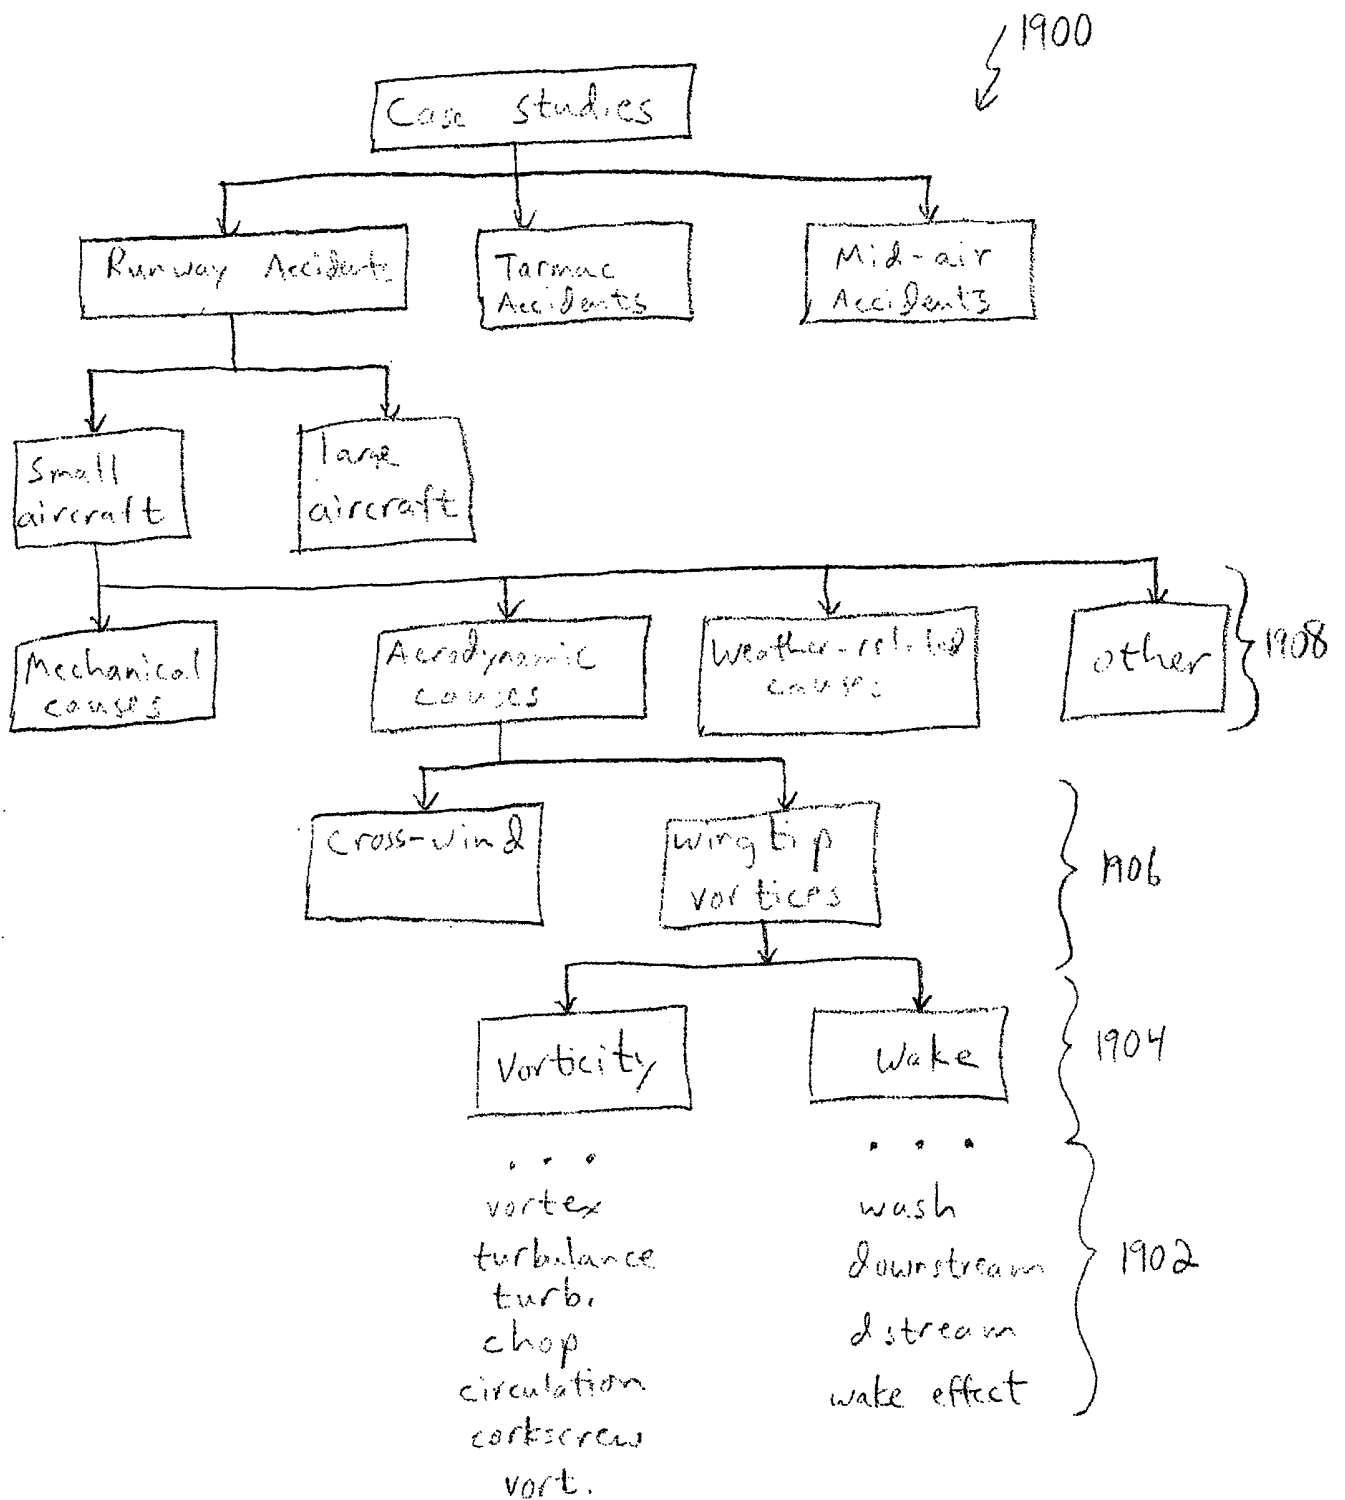 1900
Case Studies
Runway Accidents
Tarmac
Accidents
Mid-air
Accidents
small
aircraft
large
aircraft
Mechanical
causes
Aerodynamic
causes
Weather-related
causes
other
1908
Cross-wind
wingtip
vortices
1906
Vorticity
Wake
1904
. . .
vortex
turbulance
turb.
chop
circulation
corkscrew
vort.
. . .
wash
downstream
dstream
wake effect
1902